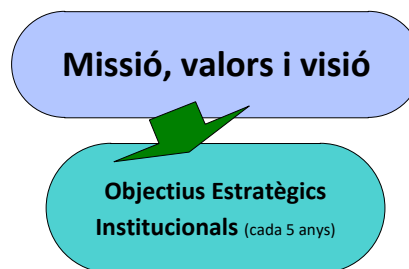 Missió, valors i visió
Objectius Estratègics
Institucionals (cada 5 anys)